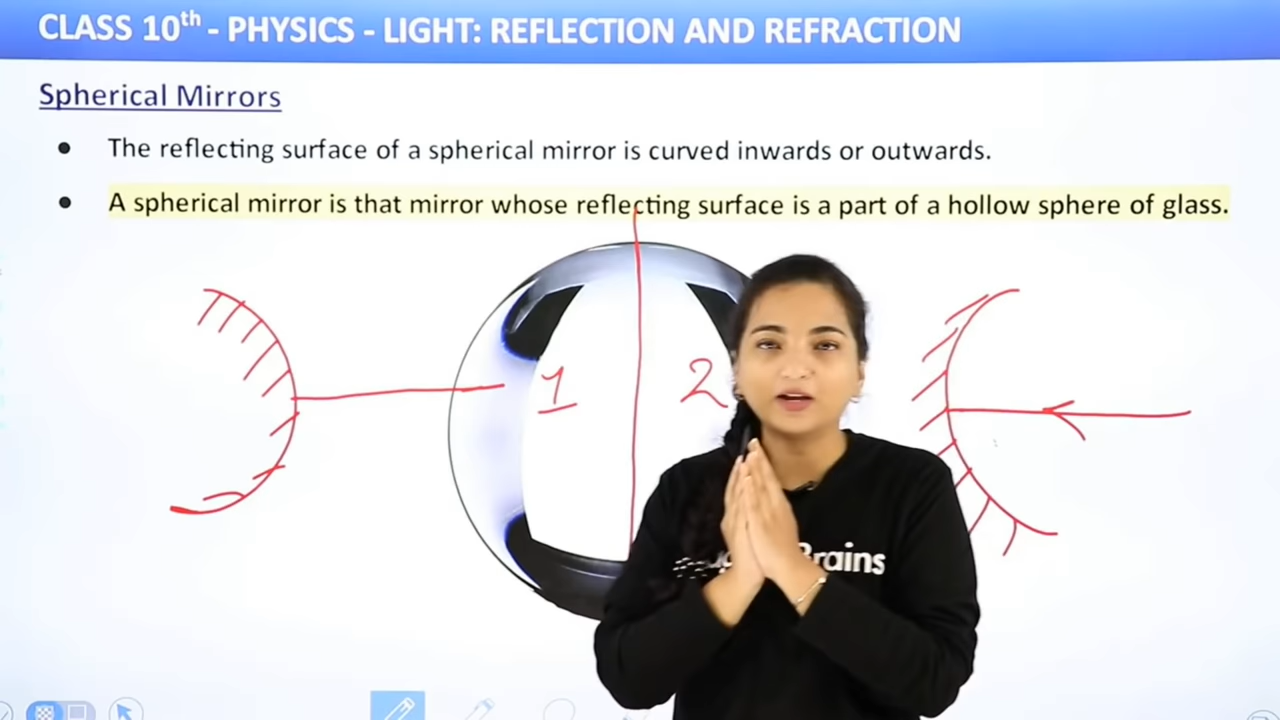 CLASS 10th - PHYSICS - LIGHT: REFLECTION AND REFRACTION
Spherical Mirrors
• The reflecting surface of a spherical mirror is curved inwards or outwards.
• A spherical mirror is that mirror whose reflecting surface is a part of a hollow sphere of glass.
1 2
Brains